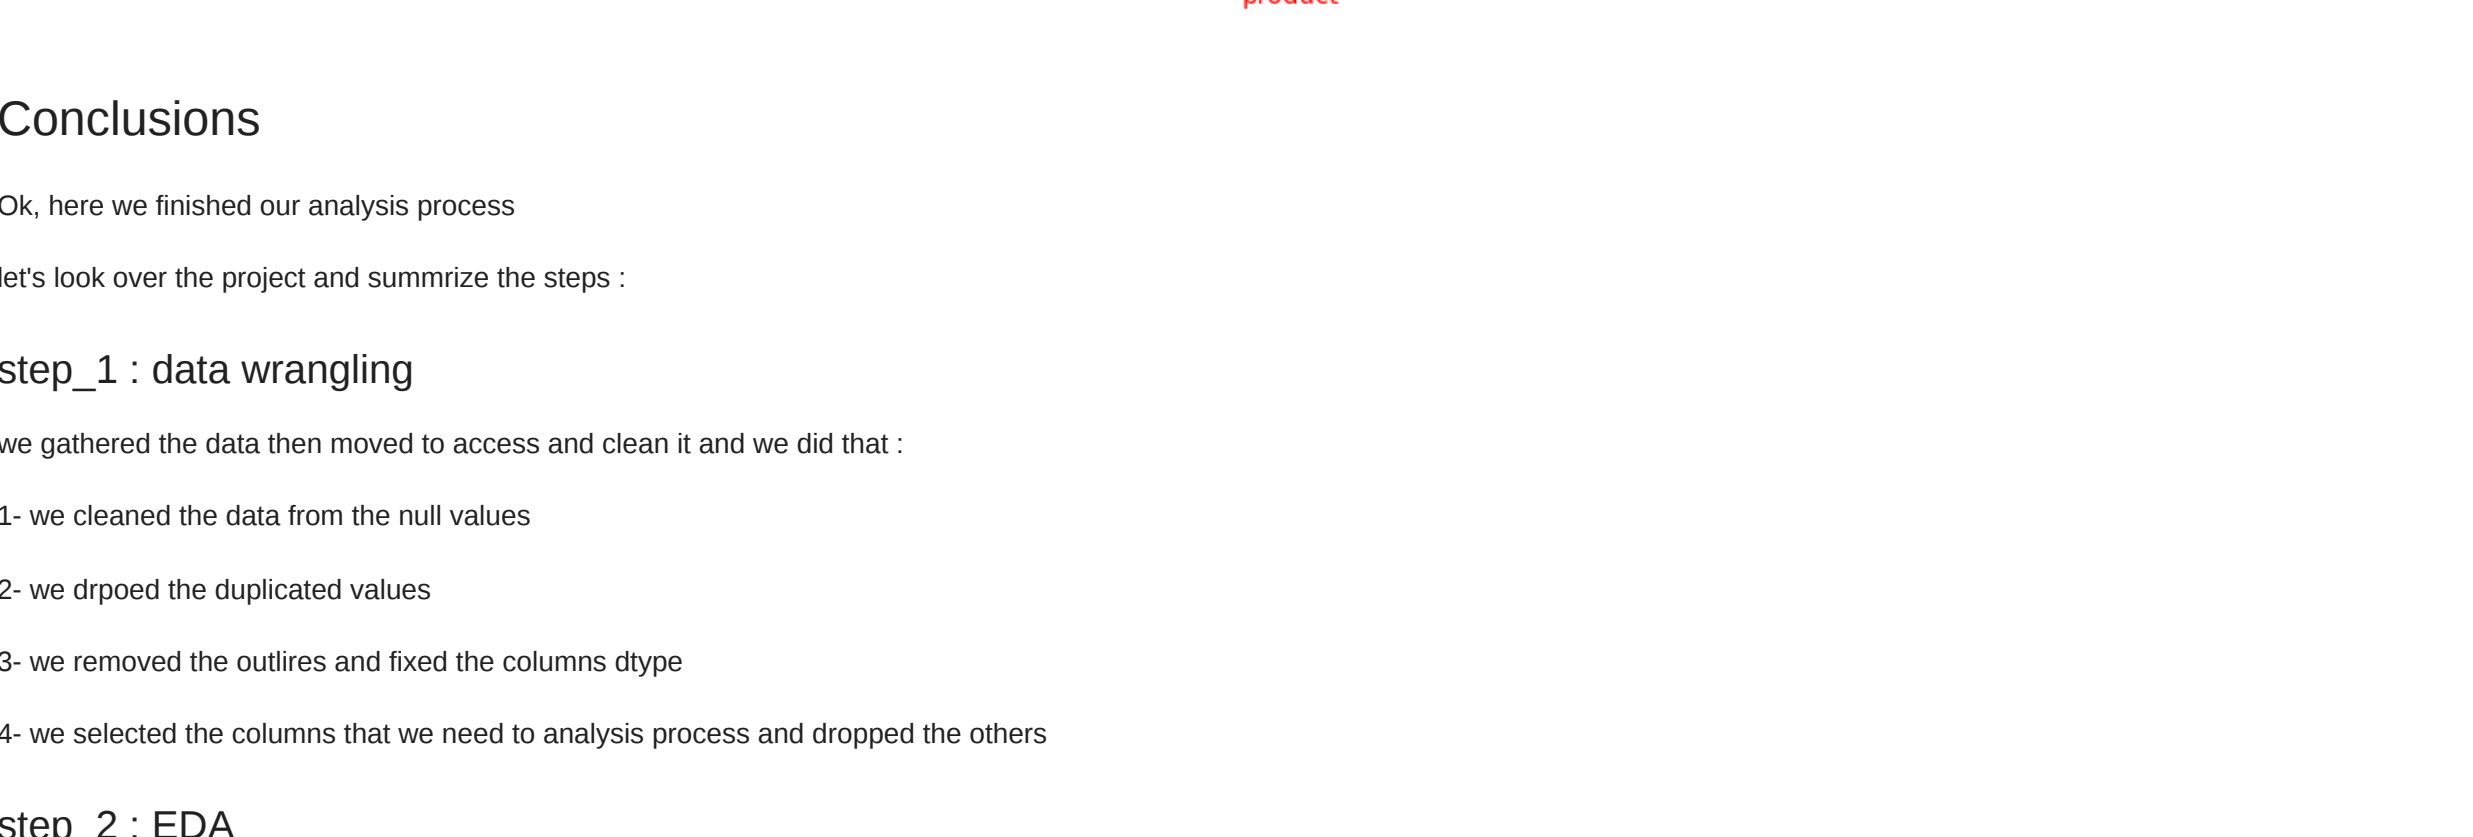 product
Conclusions
Ok, here we finished our analysis process
let's look over the project and summrize the steps :
step_1 : data wrangling
we gathered the data then moved to access and clean it and we did that :
1- we cleaned the data from the null values
2- we drpoed the duplicated values
3- we removed the outlires and fixed the columns dtype
4- we selected the columns that we need to analysis process and dropped the others
step_2 : EDA